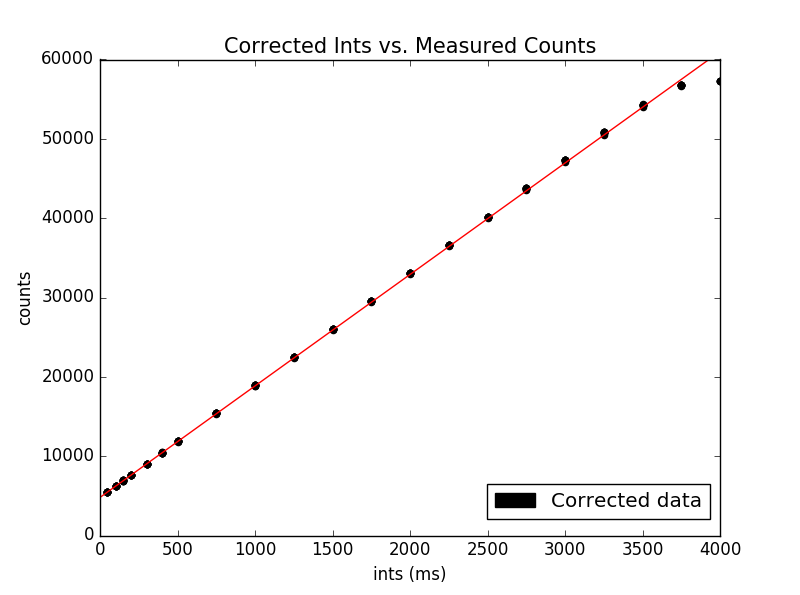 Corrected Ints vs. Measured Counts
60000
50000
40000
30000
20000
10000
0
counts
Corrected data
0 500 1000 1500 2000 2500 3000 3500 4000
ints (ms)